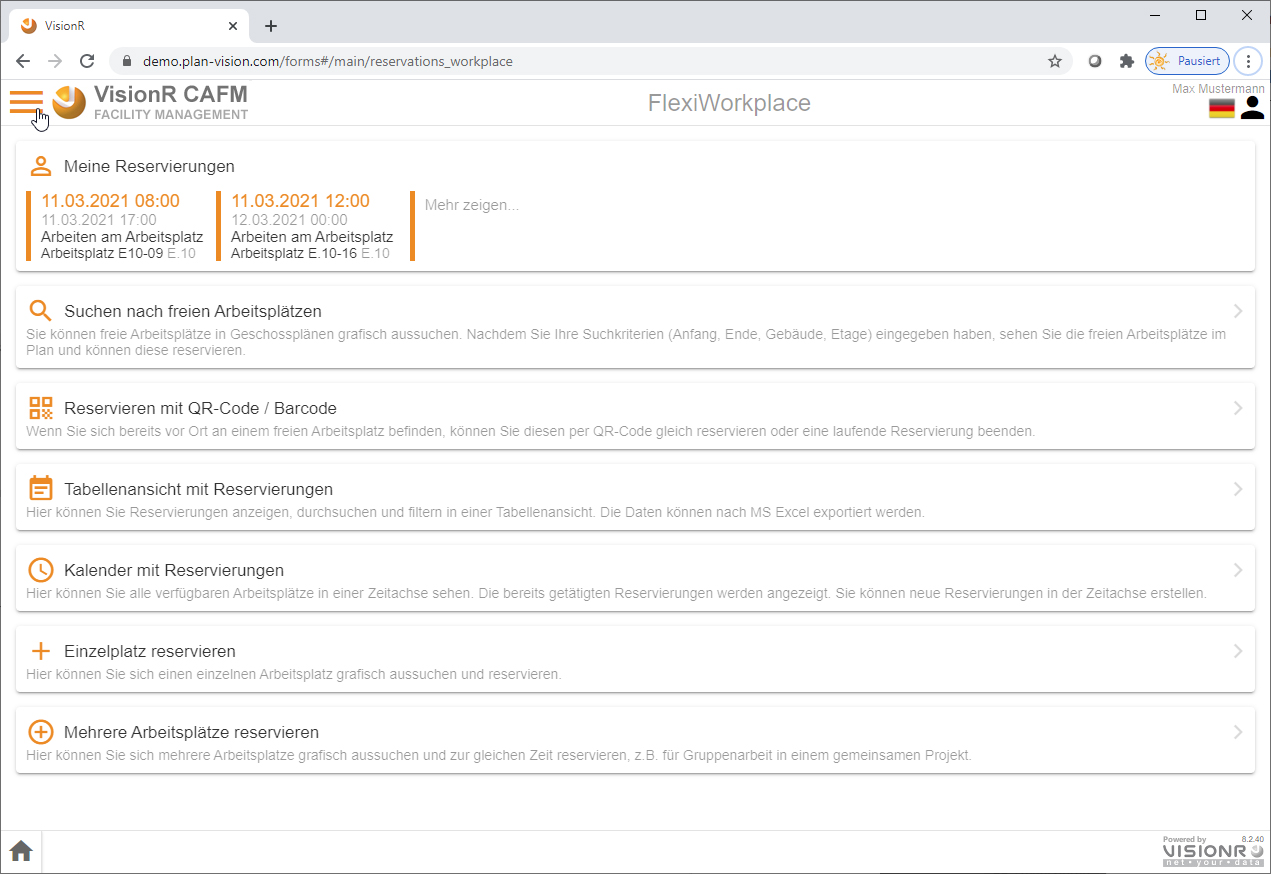 VisionR
demo.plan-vision.com/forms#/main/reservations_workplace
Pausiert
VisionR CAFM
FACILITY MANAGEMENT
FlexiWorkplace
Max Mustermann
Meine Reservierungen
11.03.2021 08:00
11.03.2021 17:00
Arbeiten am Arbeitsplatz
Arbeitsplatz E10-09 E.10
11.03.2021 12:00
12.03.2021 00:00
Arbeiten am Arbeitsplatz
Arbeitsplatz E.10-16 E.10
Mehr zeigen...
Suchen nach freien Arbeitsplätzen
Sie können freie Arbeitsplätze in Geschossplänen grafisch aussuchen. Nachdem Sie Ihre Suchkriterien (Anfang, Ende, Gebäude, Etage) eingegeben haben, sehen Sie die freien Arbeitsplätze im
Plan und können diese reservieren.
Reservieren mit QR-Code / Barcode
Wenn Sie sich bereits vor Ort an einem freien Arbeitsplatz befinden, können Sie diesen per QR-Code gleich reservieren oder eine laufende Reservierung beenden.
Tabellenansicht mit Reservierungen
Hier können Sie Reservierungen anzeigen, durchsuchen und filtern in einer Tabellenansicht. Die Daten können nach MS Excel exportiert werden.
Kalender mit Reservierungen
Hier können Sie alle verfügbaren Arbeitsplätze in einer Zeitachse sehen. Die bereits getätigten Reservierungen werden angezeigt. Sie können neue Reservierungen in der Zeitachse erstellen.
Einzelplatz reservieren
Hier können Sie sich einen einzelnen Arbeitsplatz grafisch aussuchen und reservieren.
Mehrere Arbeitsplätze reservieren
Hier können Sie sich mehrere Arbeitsplatze grafisch aussuchen und zur gleichen Zeit reservieren, z.B. für Gruppenarbeit in einem gemeinsamen Projekt.
Powered by 8.2.40
VISIONR
net • your • data